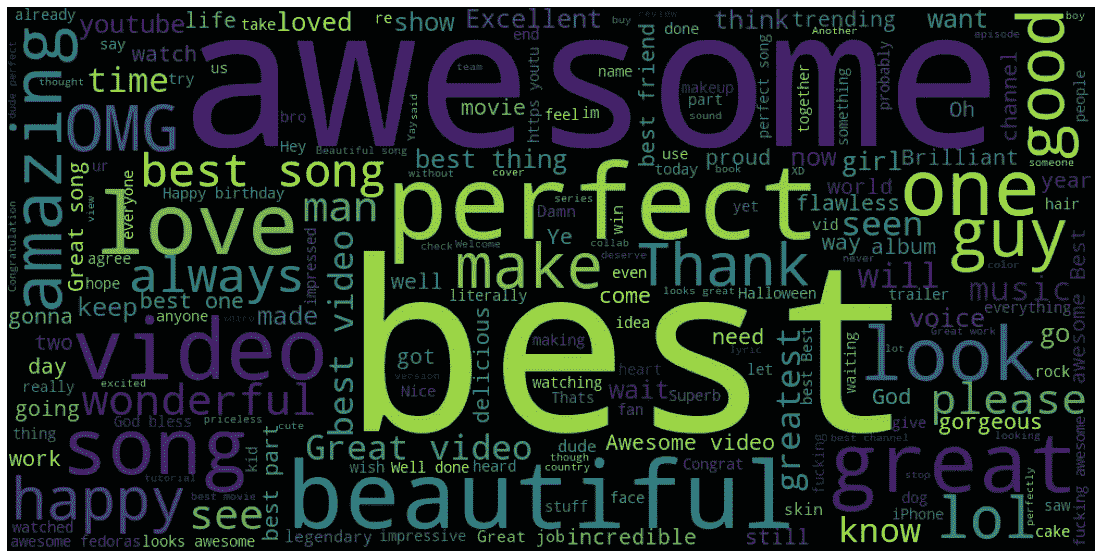 awesome
best
perfect
beautiful
love
video
song
great
happy
look
one
guy
good
amazing
OMG
Thank
make
always
wonderful
lol
best song
man
time
youtube
life
take
loved
re
show
Excellent
think
trending
want
already
say
watch
us
end
done
buy
review
Another
boy
episode
thought
try
team
name
movie
feel
im
https youtu
best friend
makeup
part
sound
perfect song
together
something
probably
Oh
channel
people
dude perfect
bro
Hey
Yay
said
Beautiful song
best thing
without
cover
use
today
proud
book
XD
now
girl
Brilliant
someone
ur
Happy birthday
everyone
view
Great song
Congratulation
agree
hope
impressed
series
Damn
win
yet
world
flawless
vid
year
hair
seen
way
album
never
color
check
Welcome
collab
deserve
Ye
well
even
literally
come
looks great
Halloween
will
trailer
music
everything
gonna
keep
best one
anyone
made
best video
idea
need
voice
Great work
go
two
intro
got
version
Nice
delicious
making
heart
lyric
let
lot
rock
day
really
excited
going
watching
Thats
wait
fan
Superb
greatest
best Best
Waiting
God
please
awesome Best
thing
God bless
priceless
cute
Great video
dude
Awesome video
give
gorgeous
looking
best channel
work
kid
best part
wish
Well done
heard
though
country
Congrat
fucking
stop
tutorial
see
stuff
face
skin
dog
iPhone
saw
perfectly
fucking awesome
best movie
watched
awesome fedoras
looks awesome
legendary
impressive
Great job
incredible
still
know
cake